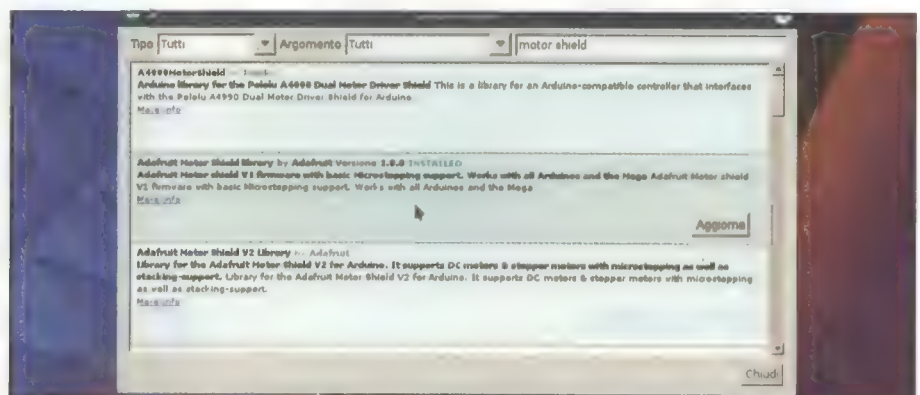 Tipo Tutti Argomento Tutti motor shield
A4990MotorShield
Arduino library for the Pololu A4990 Dual Motor Driver Shield This is a library for an Arduino-compatible controller that interfaces
with the Pololu A4990 Dual Motor Driver Shield for Arduino
More info
Adafruit Motor Shield library by Adafruit Versione 1.0.0 INSTALLED
Adafruit Motor shield V1 firmware with basic Microstepping support. Works with all Arduinos and the Mega Adafruit Motor shield
V1 firmware with basic Microstepping support. Works with all Arduinos and the Mega
More info
Aggiorna
Adafruit Motor Shield V2 Library by Adafruit
Library for the Adafruit Motor Shield V2 for Arduino. It supports DC motors & stepper motors with microstepping as well as
stacking-support. Library for the Adafruit Motor Shield V2 for Arduino. It supports DC motors & stepper motors with microstepping
as well as stacking-support.
More info
Chiudi